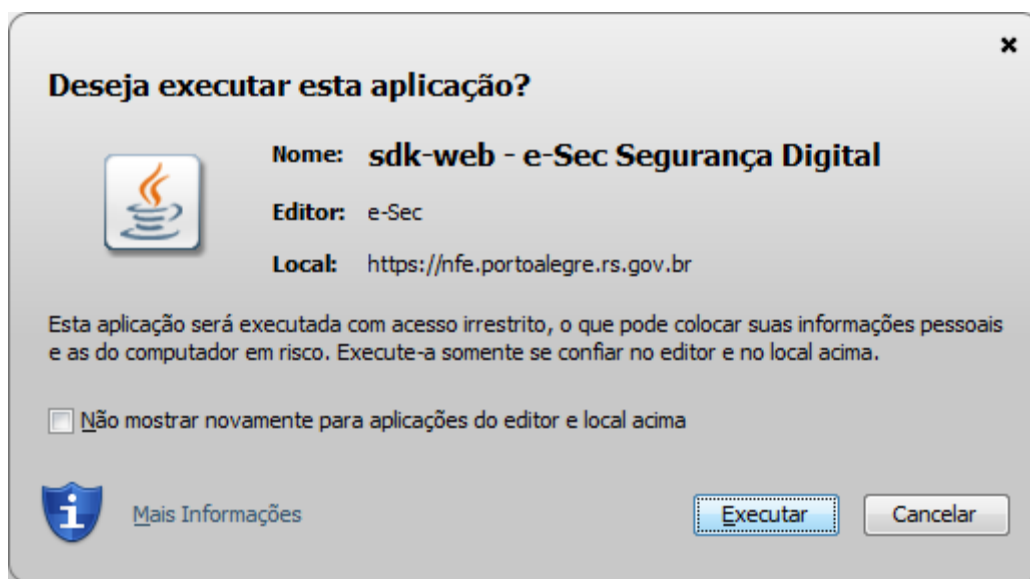 Deseja executar esta aplicação?
Nome: sdk-web - e-Sec Segurança Digital
Editor: e-Sec
Local: https://nfe.portoalegre.rs.gov.br
Esta aplicação será executada com acesso irrestrito, o que pode colocar suas informações pessoais
e as do computador em risco. Execute-a somente se confiar no editor e no local acima.
Não mostrar novamente para aplicações do editor e local acima
Mais Informações
Executar
Cancelar